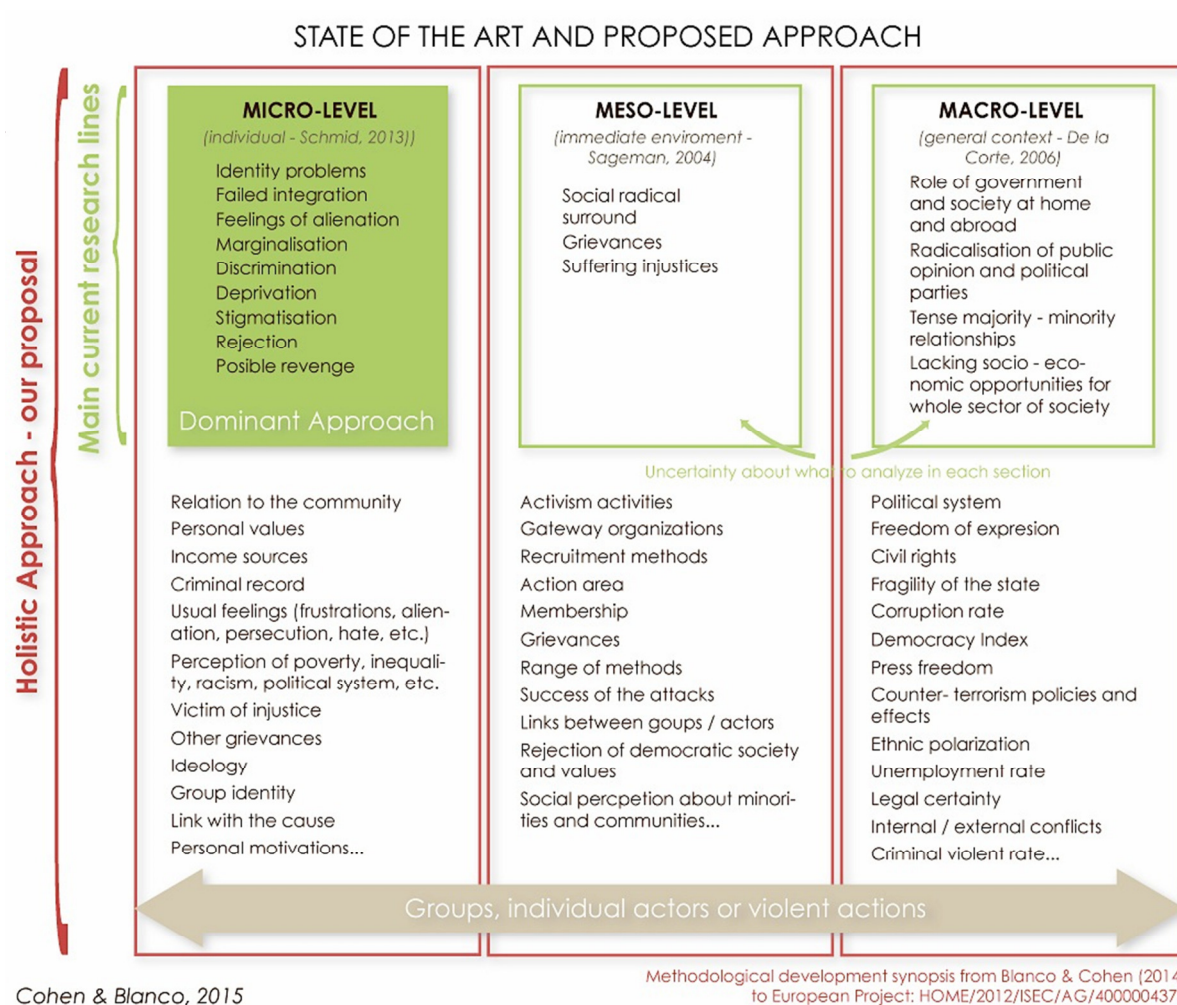 STATE OF THE ART AND PROPOSED APPROACH
Holistic Approach - our proposal
Main current research lines
MICRO-LEVEL
(individual - Schmid, 2013))
Identity problems
Failed integration
Feelings of alienation
Marginalisation
Discrimination
Deprivation
Stigmatisation
Rejection
Posible revenge
Dominant Approach
MESO-LEVEL
(immediate enviroment -
Sageman, 2004)
Social radical
surround
Grievances
Suffering injustices
MACRO-LEVEL
(general context - De la
Corte, 2006)
Role of government
and society at home
and abroad
Radicalisation of public
opinion and political
parties
Tense majority - minority
relationships
Lacking socio - eco-
nomic opportunities for
whole sector of society
Uncertainty about what to analyze in each section
Relation to the community
Personal values
Income sources
Criminal record
Usual feelings (frustrations, alien-
ation, persecution, hate, etc.)
Perception of poverty, inequali-
ty, racism, political system, etc.
Victim of injustice
Other grievances
Ideology
Group identity
Link with the cause
Personal motivations...
Activism activities
Gateway organizations
Recruitment methods
Action area
Membership
Grievances
Range of methods
Success of the attacks
Links between goups / actors
Rejection of democratic society
and values
Social percpetion about minori-
ties and communities...
Political system
Freedom of expresion
Civil rights
Fragility of the state
Corruption rate
Democracy Index
Press freedom
Counter- terrorism policies and
effects
Ethnic polarization
Unemployment rate
Legal certainty
Internal / external conflicts
Criminal violent rate...
Groups, individual actors or violent actions
Cohen & Blanco, 2015
Methodological development synopsis from Blanco & Cohen (2014
to European Project: HOME/2012/ISEC/AG/400000437